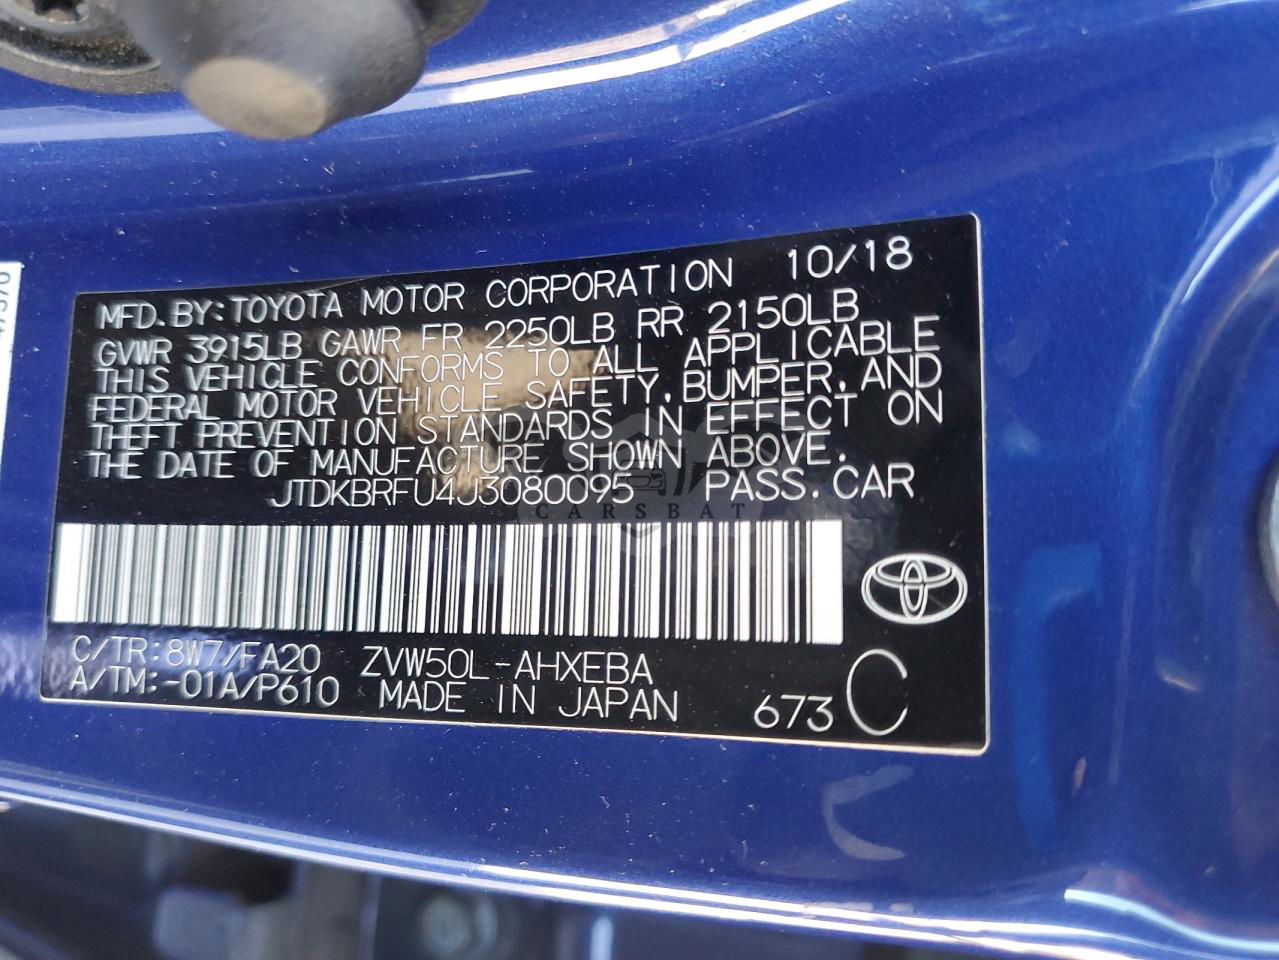 MFD.BY:TOYOTA MOTOR CORPORATION 10/18
GVWR 3915LB GAWR FR 2250LB RR 2150LB
THIS VEHICLE CONFORMS TO ALL APPLICABLE
FEDERAL MOTOR VEHICLE SAFETY,BUMPER,AND
THEFT PREVENTION STANDARDS IN EFFECT ON
THE DATE OF MANUFACTURE SHOWN ABOVE.
JTDKBRFU4J3080095 PASS.CAR
CARSBAT
C/TR:8W7/FA20 ZVW50L-AHXEBA
A/TM:-01A/P610 MADE IN JAPAN 673 C